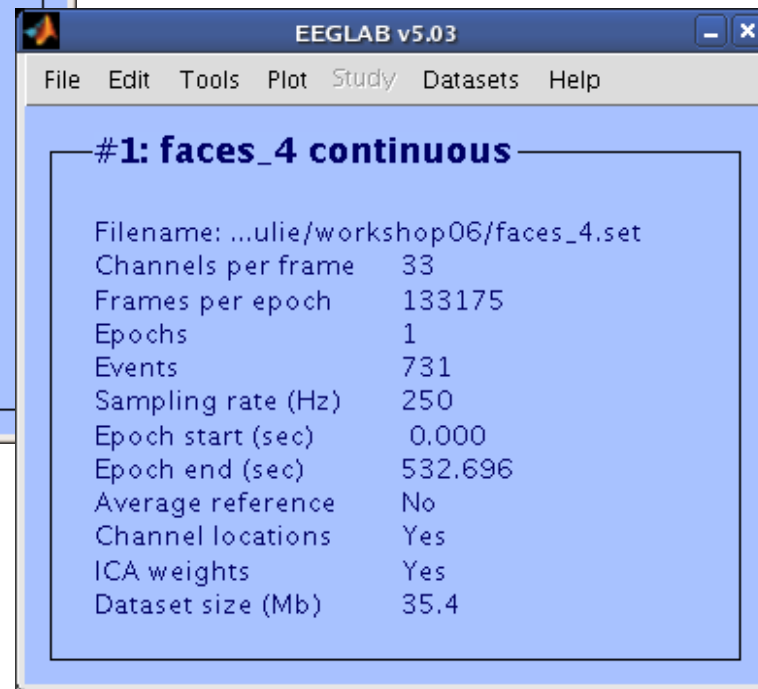 EEGLAB v5.03
File Edit Tools Plot Study Datasets Help
#1: faces_4 continuous
Filename: ...ulie/workshop06/faces_4.set
Channels per frame 33
Frames per epoch 133175
Epochs 1
Events 731
Sampling rate (Hz) 250
Epoch start (sec) 0.000
Epoch end (sec) 532.696
Average reference No
Channel locations Yes
ICA weights Yes
Dataset size (Mb) 35.4